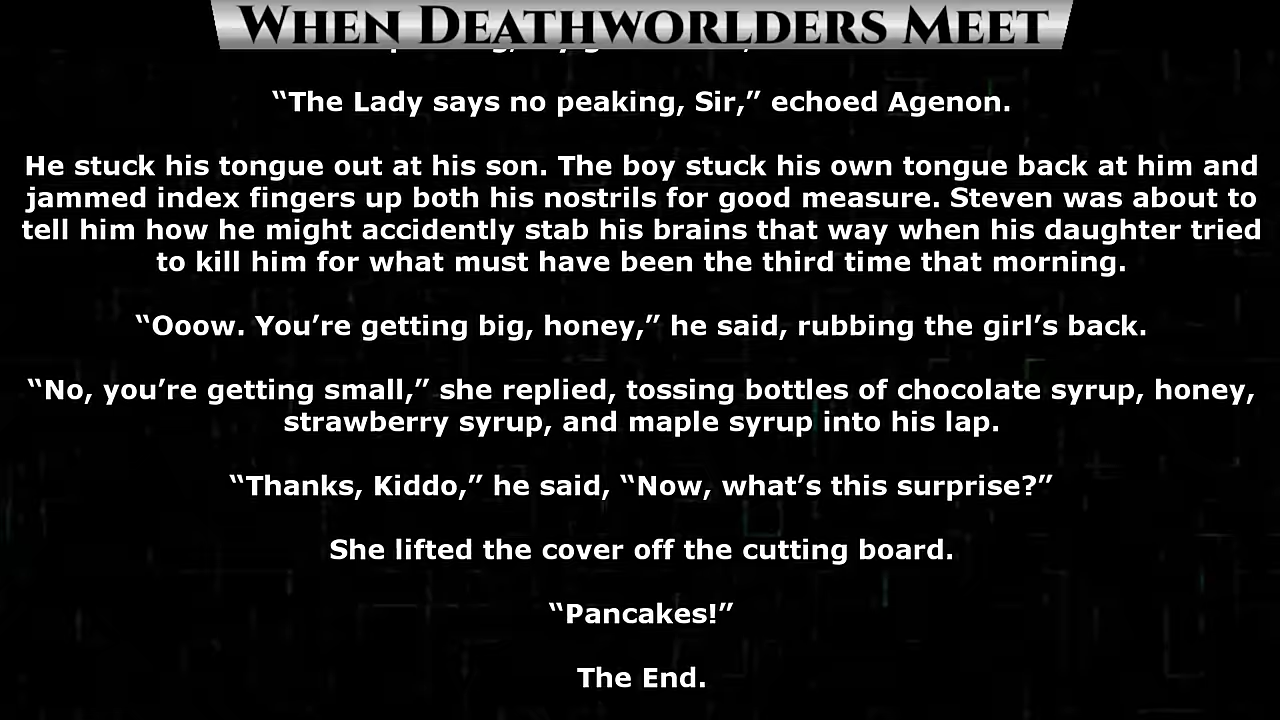 When Deathworlders Meet
“The Lady says no peaking, Sir,” echoed Agenon.
He stuck his tongue out at his son. The boy stuck his own tongue back at him and
jammed index fingers up both his nostrils for good measure. Steven was about to
tell him how he might accidently stab his brains that way when his daughter tried
to kill him for what must have been the third time that morning.
“Ooow. You’re getting big, honey,” he said, rubbing the girl’s back.
“No, you’re getting small,” she replied, tossing bottles of chocolate syrup, honey,
strawberry syrup, and maple syrup into his lap.
“Thanks, Kiddo,” he said, “Now, what’s this surprise?”
She lifted the cover off the cutting board.
“Pancakes!”
The End.